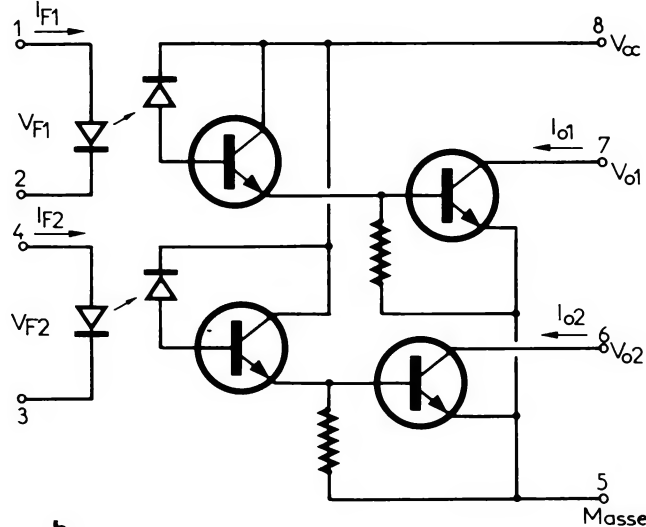 1
I_F1
8
V_cc
V_F1
I_o1
7
V_o1
2
I_F2
4
I_o2
6
V_o2
V_F2
3
5
Masse